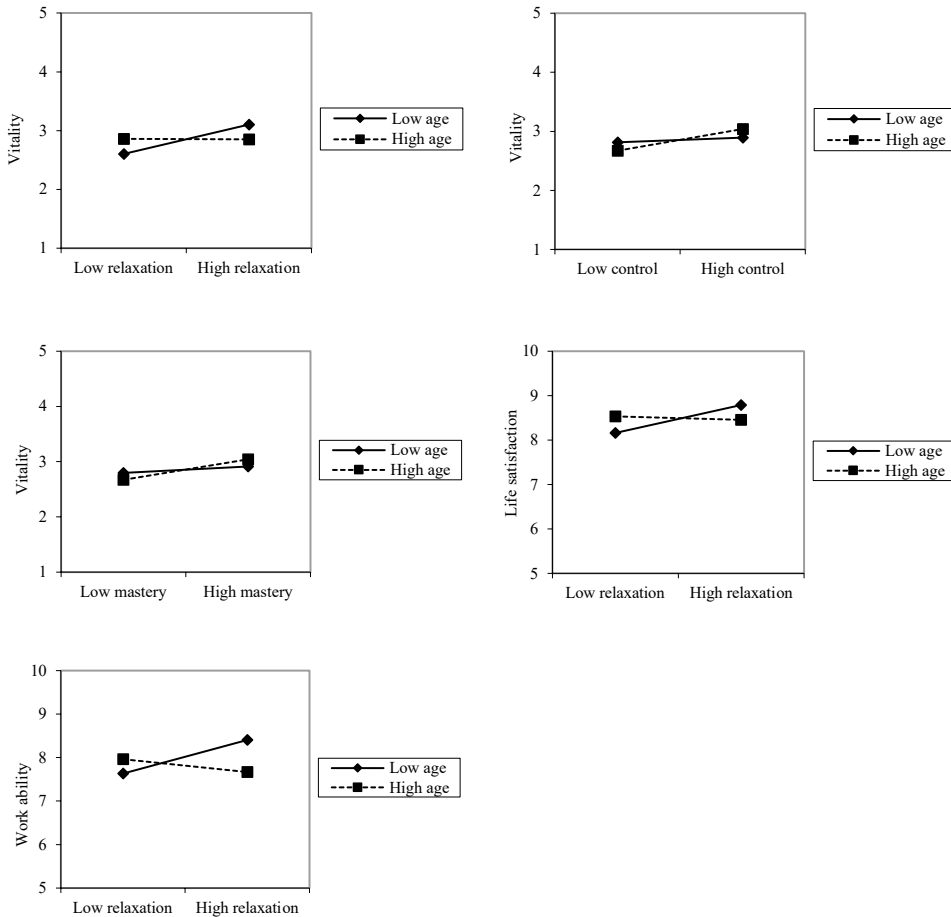 5
4
3
2
1
Vitality
Low relaxation High relaxation
Low age
High age
5
4
3
2
1
Vitality
Low control High control
Low age
High age
5
4
3
2
1
Vitality
Low mastery High mastery
Low age
High age
10
9
8
7
6
5
Life satisfaction
Low relaxation High relaxation
Low age
High age
10
9
8
7
6
5
Work ability
Low relaxation High relaxation
Low age
High age